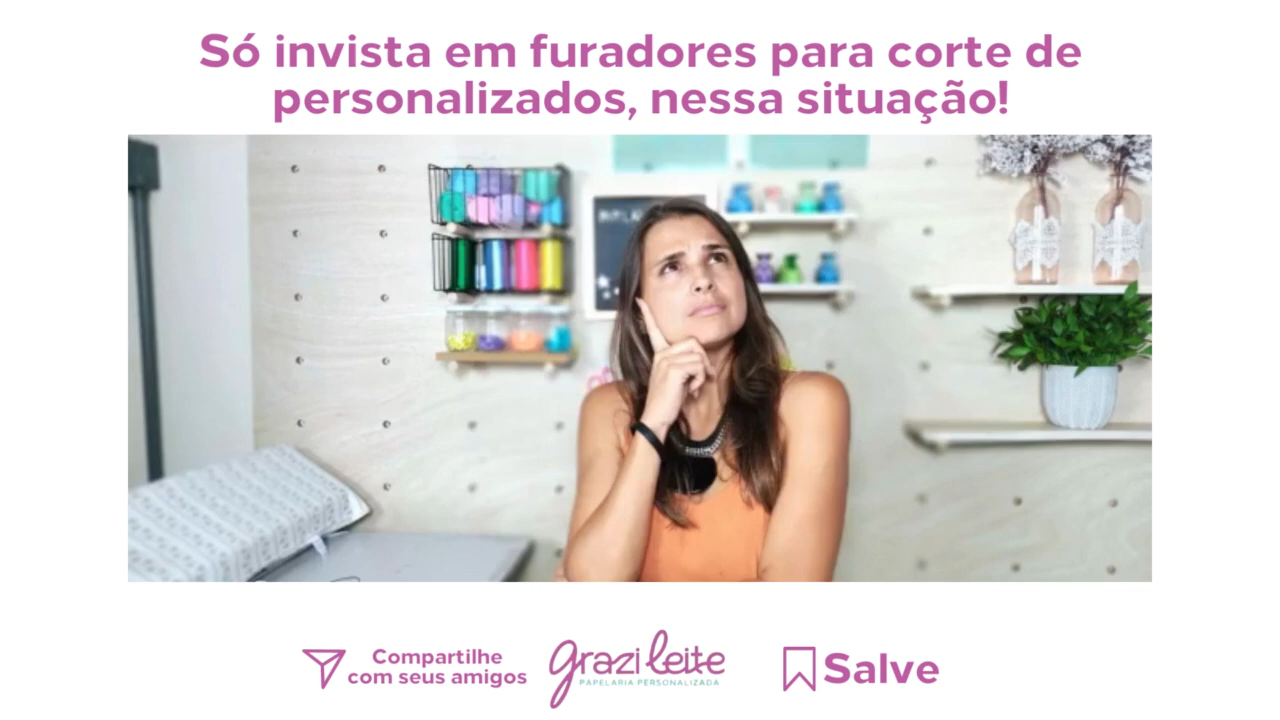 Só invista em furadores para corte de
personalizados, nessa situação!
Compartilhe
com seus amigos
grazi leite
PAPELARIA PERSONALIZADA
Salve